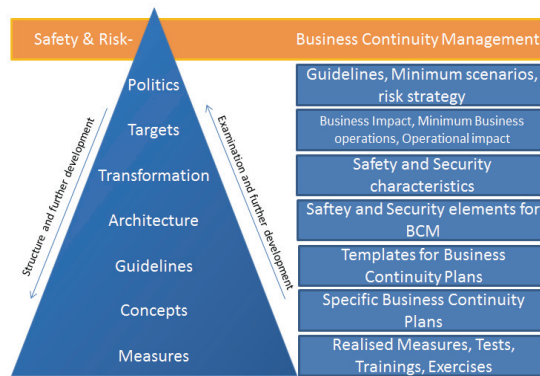 Safety & Risk-
Business Continuity Management
Politics
Guidelines, Minimum scenarios,
risk strategy
Targets
Business Impact, Minimum Business
operations, Operational impact
Transformation
Safety and Security
characteristics
Architecture
Saftey and Security elements for
BCM
Guidelines
Templates for Business
Continuity Plans
Concepts
Specific Business Continuity
Plans
Measures
Realised Measures, Tests,
Trainings, Exercises
Structure and further development
Examination and further development